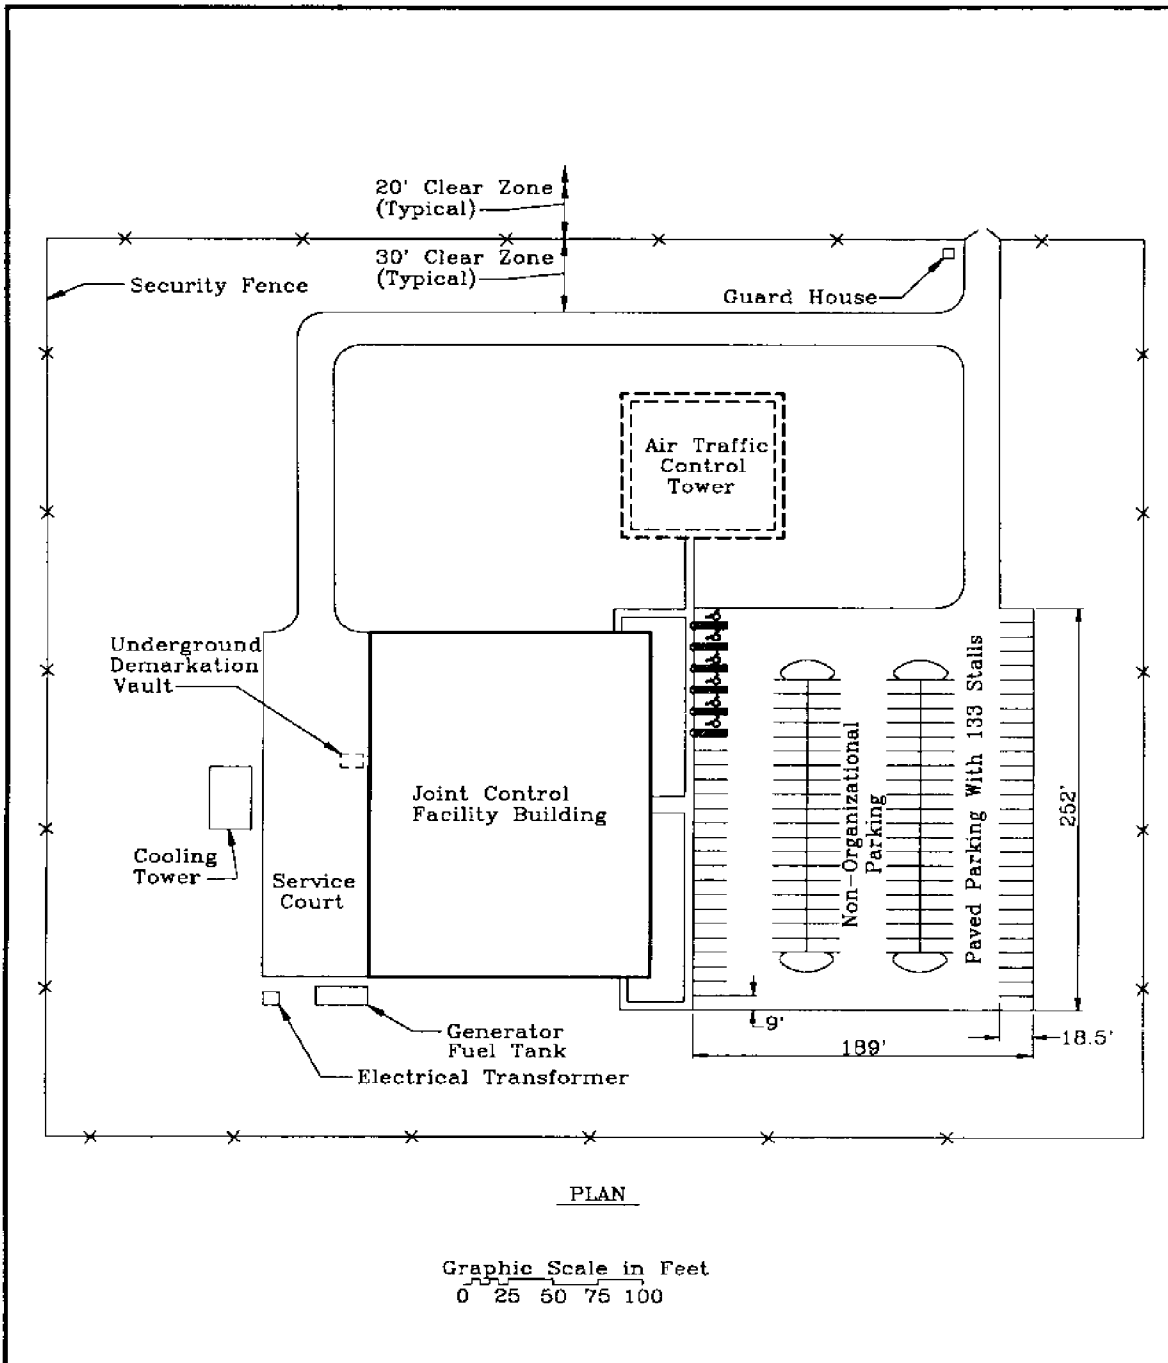 20' Clear Zone
(Typical)
30' Clear Zone
(Typical)
Security Fence
Guard House
Air Traffic
Control
Tower
Underground
Demarkation
Vault
Joint Control
Facility Building
Non-Organizational
Parking
Paved Parking With 133 Stalls
252'
Cooling
Tower
Service
Court
9'
18.5'
189'
Generator
Fuel Tank
Electrical Transformer
PLAN
Graphic Scale in Feet
0 25 50 75 100